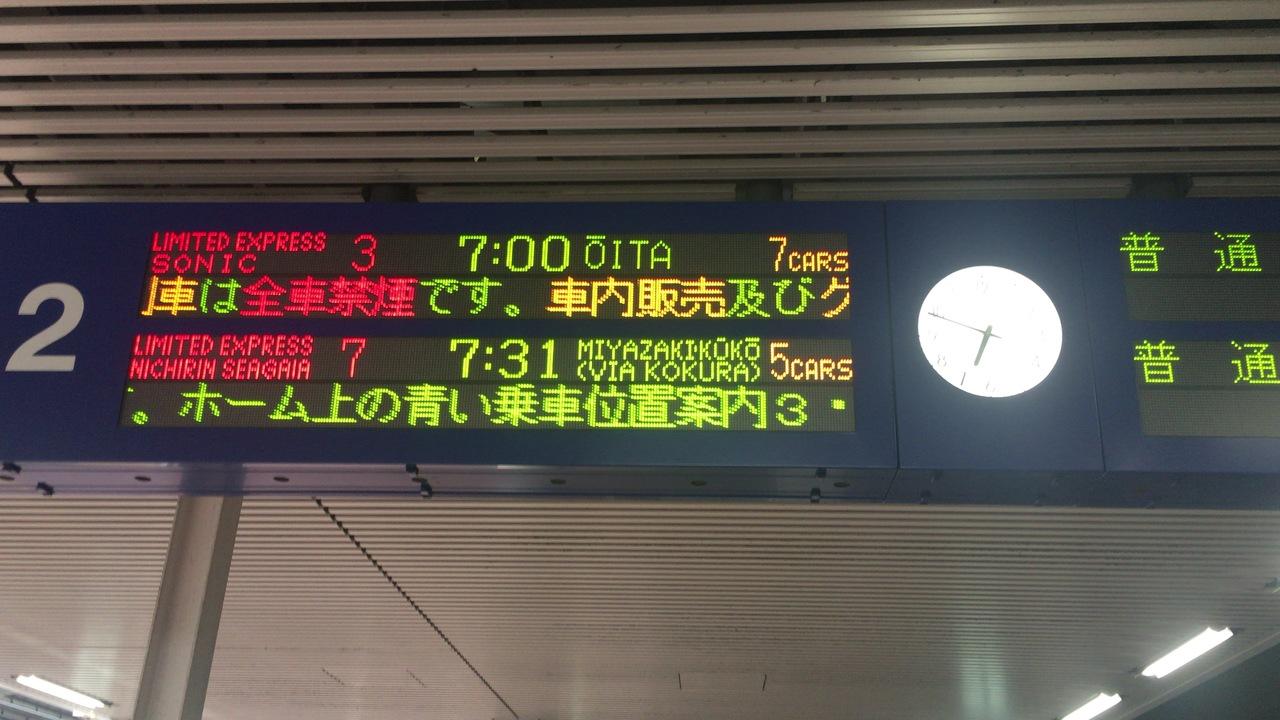 2
LIMITED EXPRESS SONIC 3 7:00 ŌITA 7CARS
車は全車禁煙です。車内販売及びグ
LIMITED EXPRESS NICHIRIN SEAGAIA 7 7:31 MIYAZAKIKŪKŌ (VIA KOKURA) 5CARS
。ホーム上の青い乗車位置案内3・
普通
普通